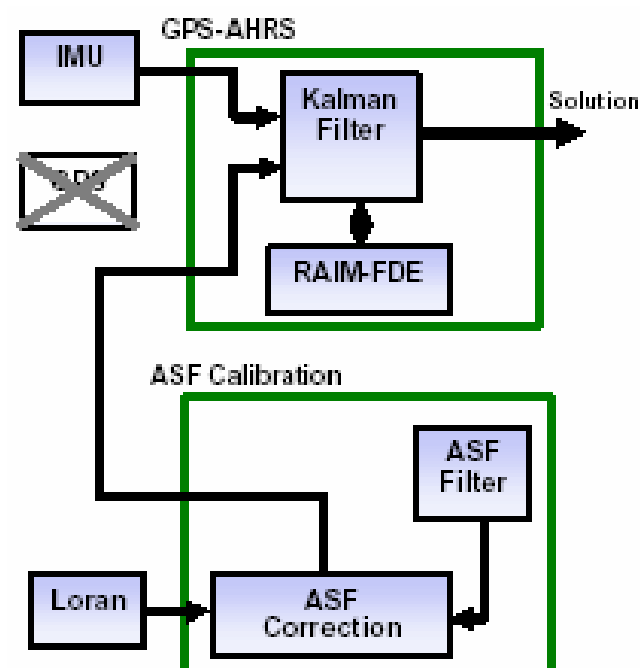 GPS-AHRS
IMU
Kalman
Filter
Solution
RAIM-FDE
ASF Calibration
ASF
Filter
Loran
ASF
Correction